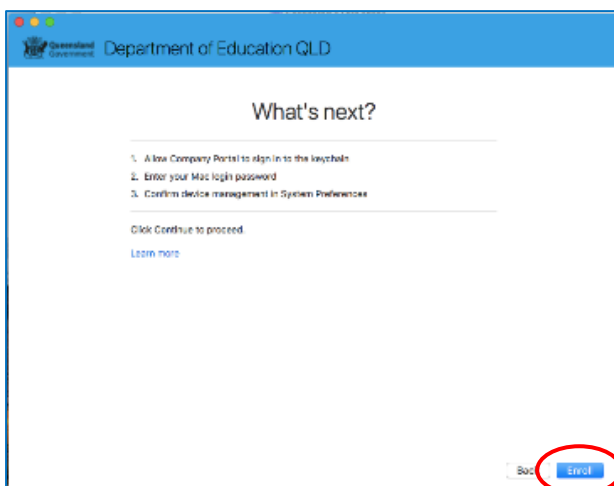 Queensland
Government
Department of Education QLD
What's next?
1. Allow Company Portal to sign in to the keychain
2. Enter your Mac login password
3. Confirm device management in System Preferences
Click Continue to proceed.
Learn more
Enroll